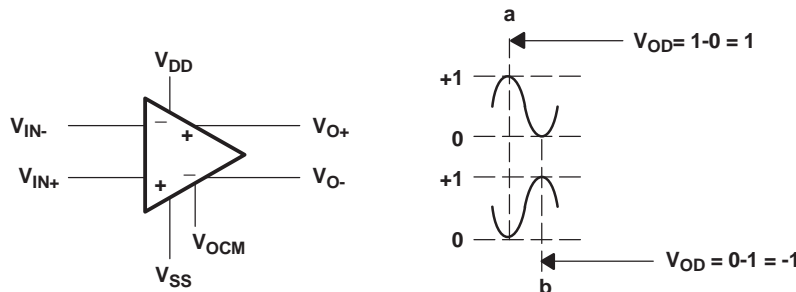 V_DD
V_IN-
V_IN+
−
+
+
−
V_O+
V_O-
V_OCM
V_SS
a
V_OD= 1-0 = 1
+1
0
+1
0
V_OD = 0-1 = -1
b